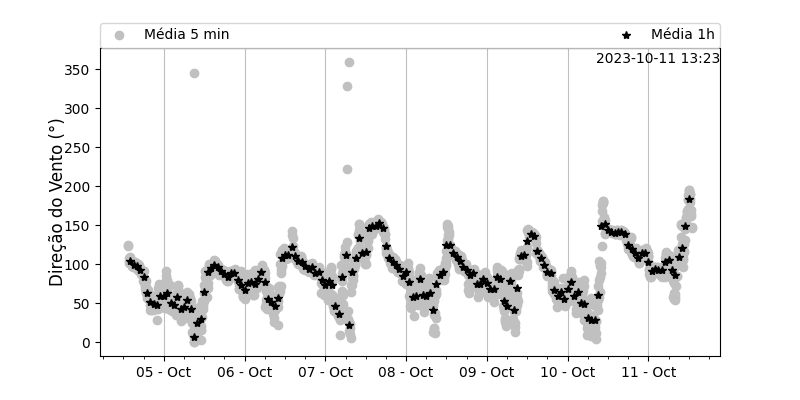 Média 5 min
Média 1h
2023-10-11 13:23
Direção do Vento (°)
350
300
250
200
150
100
50
0
05 - Oct
06 - Oct
07 - Oct
08 - Oct
09 - Oct
10 - Oct
11 - Oct